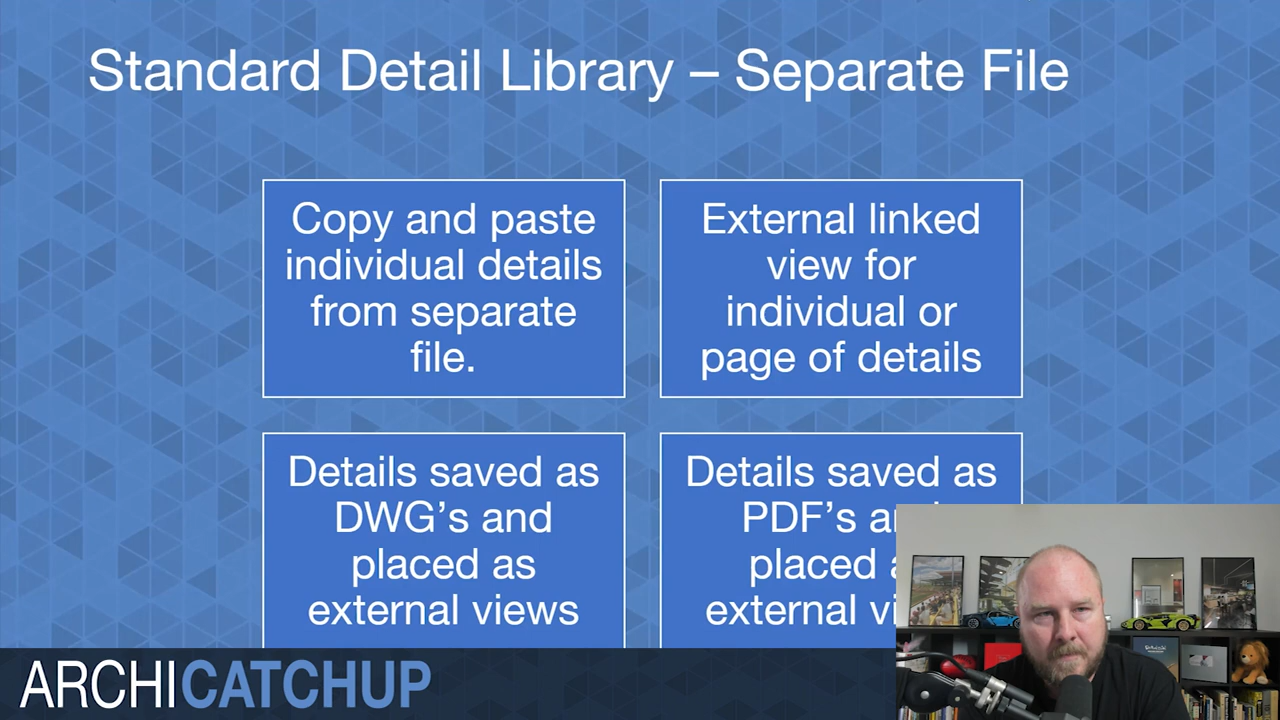 Standard Detail Library – Separate File
Copy and paste
individual details
from separate
file.
External linked
view for
individual or
page of details
Details saved as
DWG’s and
placed as
external views
Details saved as
PDF’s
placed
external
ARCHICATCHUP